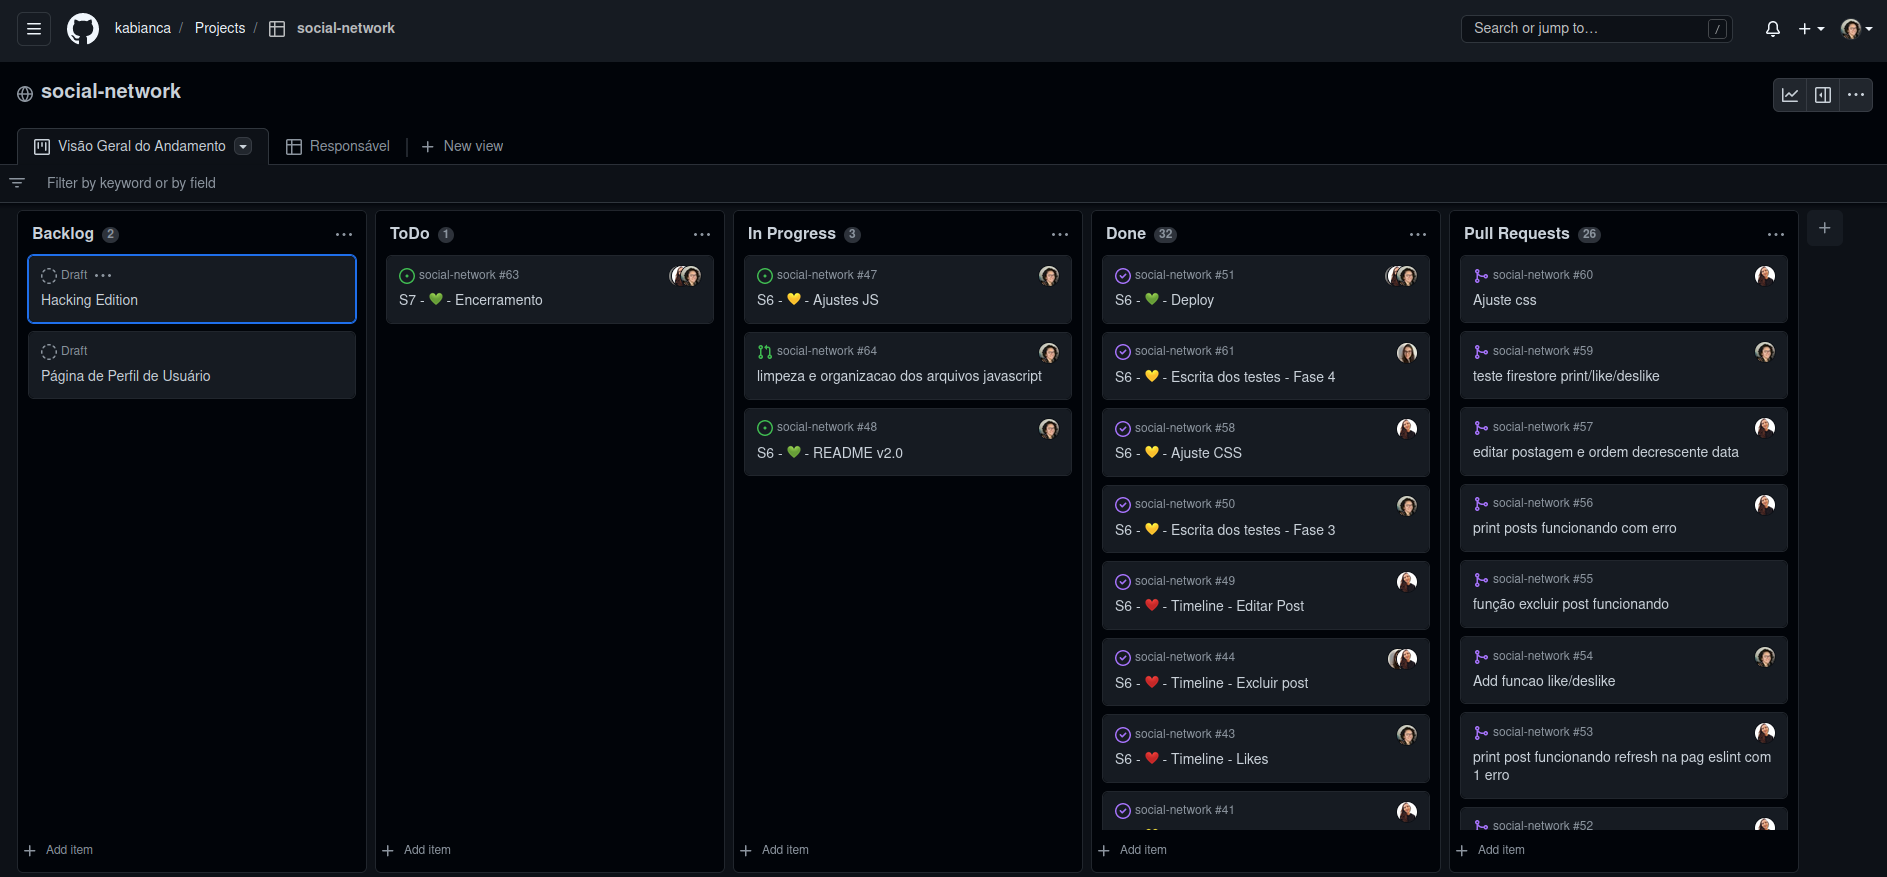 kabianca / Projects / social-network
Search or jump to… /
social-network
Visão Geral do Andamento
Responsável
New view
Filter by keyword or by field
Backlog 2
Draft
Hacking Edition
Draft
Página de Perfil de Usuário
Add item
ToDo 1
social-network #63
S7 - 💚 - Encerramento
Add item
In Progress 3
social-network #47
S6 - 💛 - Ajustes JS
social-network #64
limpeza e organizacao dos arquivos javascript
social-network #48
S6 - 💚 - README v2.0
Add item
Done 32
social-network #51
S6 - 💚 - Deploy
social-network #61
S6 - 💛 - Escrita dos testes - Fase 4
social-network #58
S6 - 💛 - Ajuste CSS
social-network #50
S6 - 💛 - Escrita dos testes - Fase 3
social-network #49
S6 - ❤️ - Timeline - Editar Post
social-network #44
S6 - ❤️ - Timeline - Excluir post
social-network #43
S6 - ❤️ - Timeline - Likes
social-network #41
Add item
Pull Requests 26
social-network #60
Ajuste css
social-network #59
teste firestore print/like/deslike
social-network #57
editar postagem e ordem decrescente data
social-network #56
print posts funcionando com erro
social-network #55
função excluir post funcionando
social-network #54
Add funcao like/deslike
social-network #53
print post funcionando refresh na pag eslint com
1 erro
social-network #52
Add item